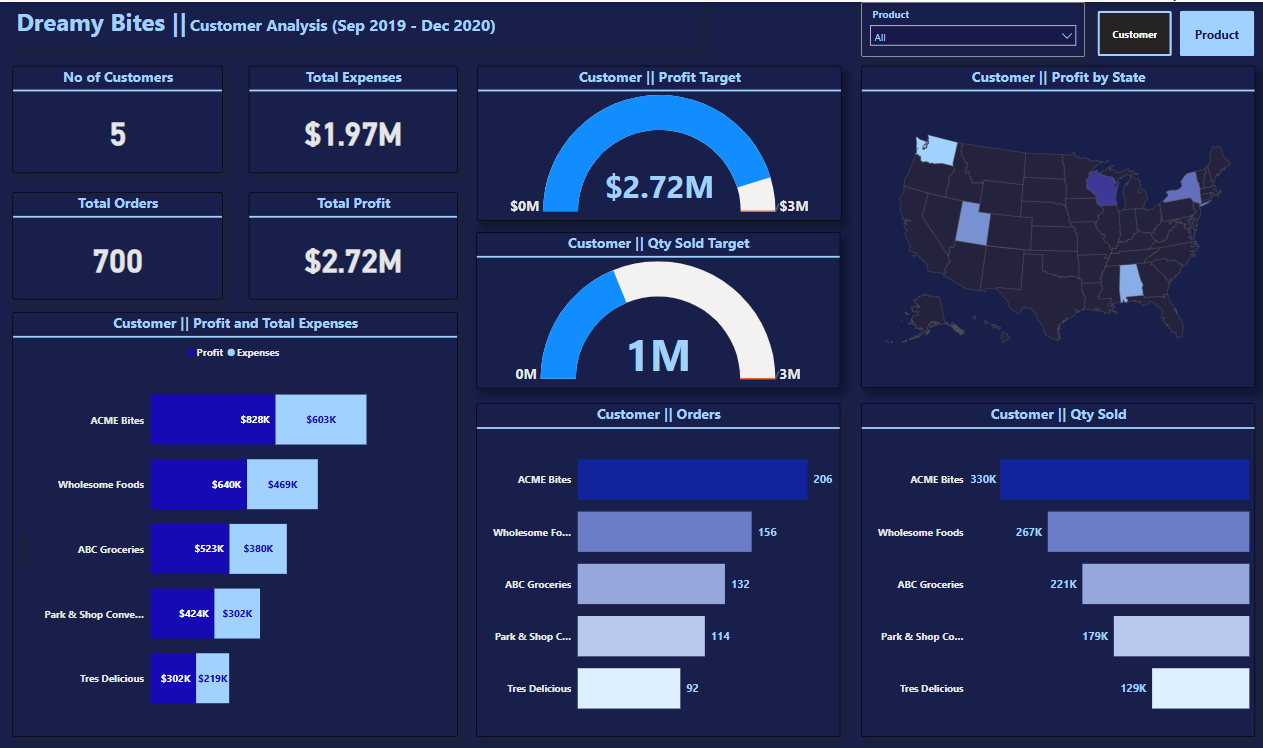 Dreamy Bites || Customer Analysis (Sep 2019 - Dec 2020)
Product
All
Customer
Product
No of Customers
5
Total Expenses
$1.97M
Total Orders
700
Total Profit
$2.72M
Customer || Profit Target
$2.72M
$0M
$3M
Customer || Qty Sold Target
1M
0M
3M
Customer || Profit by State
Customer || Profit and Total Expenses
Profit Expenses
ACME Bites $828K $603K
Wholesome Foods $640K $469K
ABC Groceries $523K $380K
Park & Shop Conve... $424K $302K
Tres Delicious $302K $219K
Customer || Orders
ACME Bites 206
Wholesome Fo... 156
ABC Groceries 132
Park & Shop C... 114
Tres Delicious 92
Customer || Qty Sold
ACME Bites 330K
Wholesome Foods 267K
ABC Groceries 221K
Park & Shop Co... 179K
Tres Delicious 129K